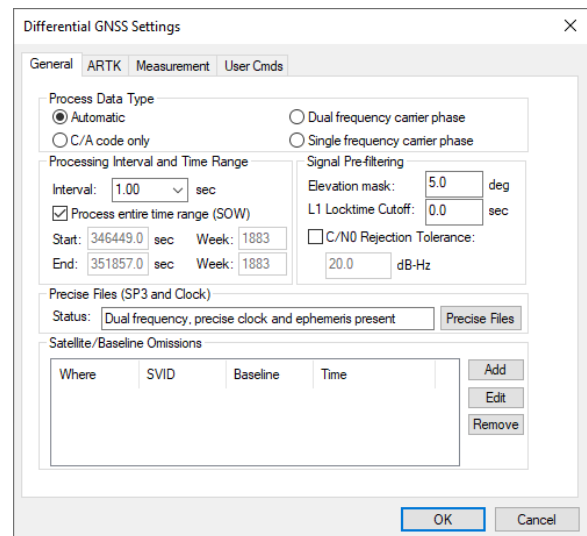 Differential GNSS Settings
General ARTK Measurement User Cmds
Process Data Type
Automatic Dual frequency carrier phase
C/A code only Single frequency carrier phase
Processing Interval and Time Range
Interval: 1.00 sec
Process entire time range (SOW)
Start: 346449.0 sec Week: 1883
End: 351857.0 sec Week: 1883
Signal Pre-filtering
Elevation mask: 5.0 deg
L1 Locktime Cutoff: 0.0 sec
C/N0 Rejection Tolerance:
20.0 dB-Hz
Precise Files (SP3 and Clock)
Status: Dual frequency, precise clock and ephemeris present Precise Files
Satellite/Baseline Omissions
Where SVID Baseline Time
Add
Edit
Remove
OK Cancel